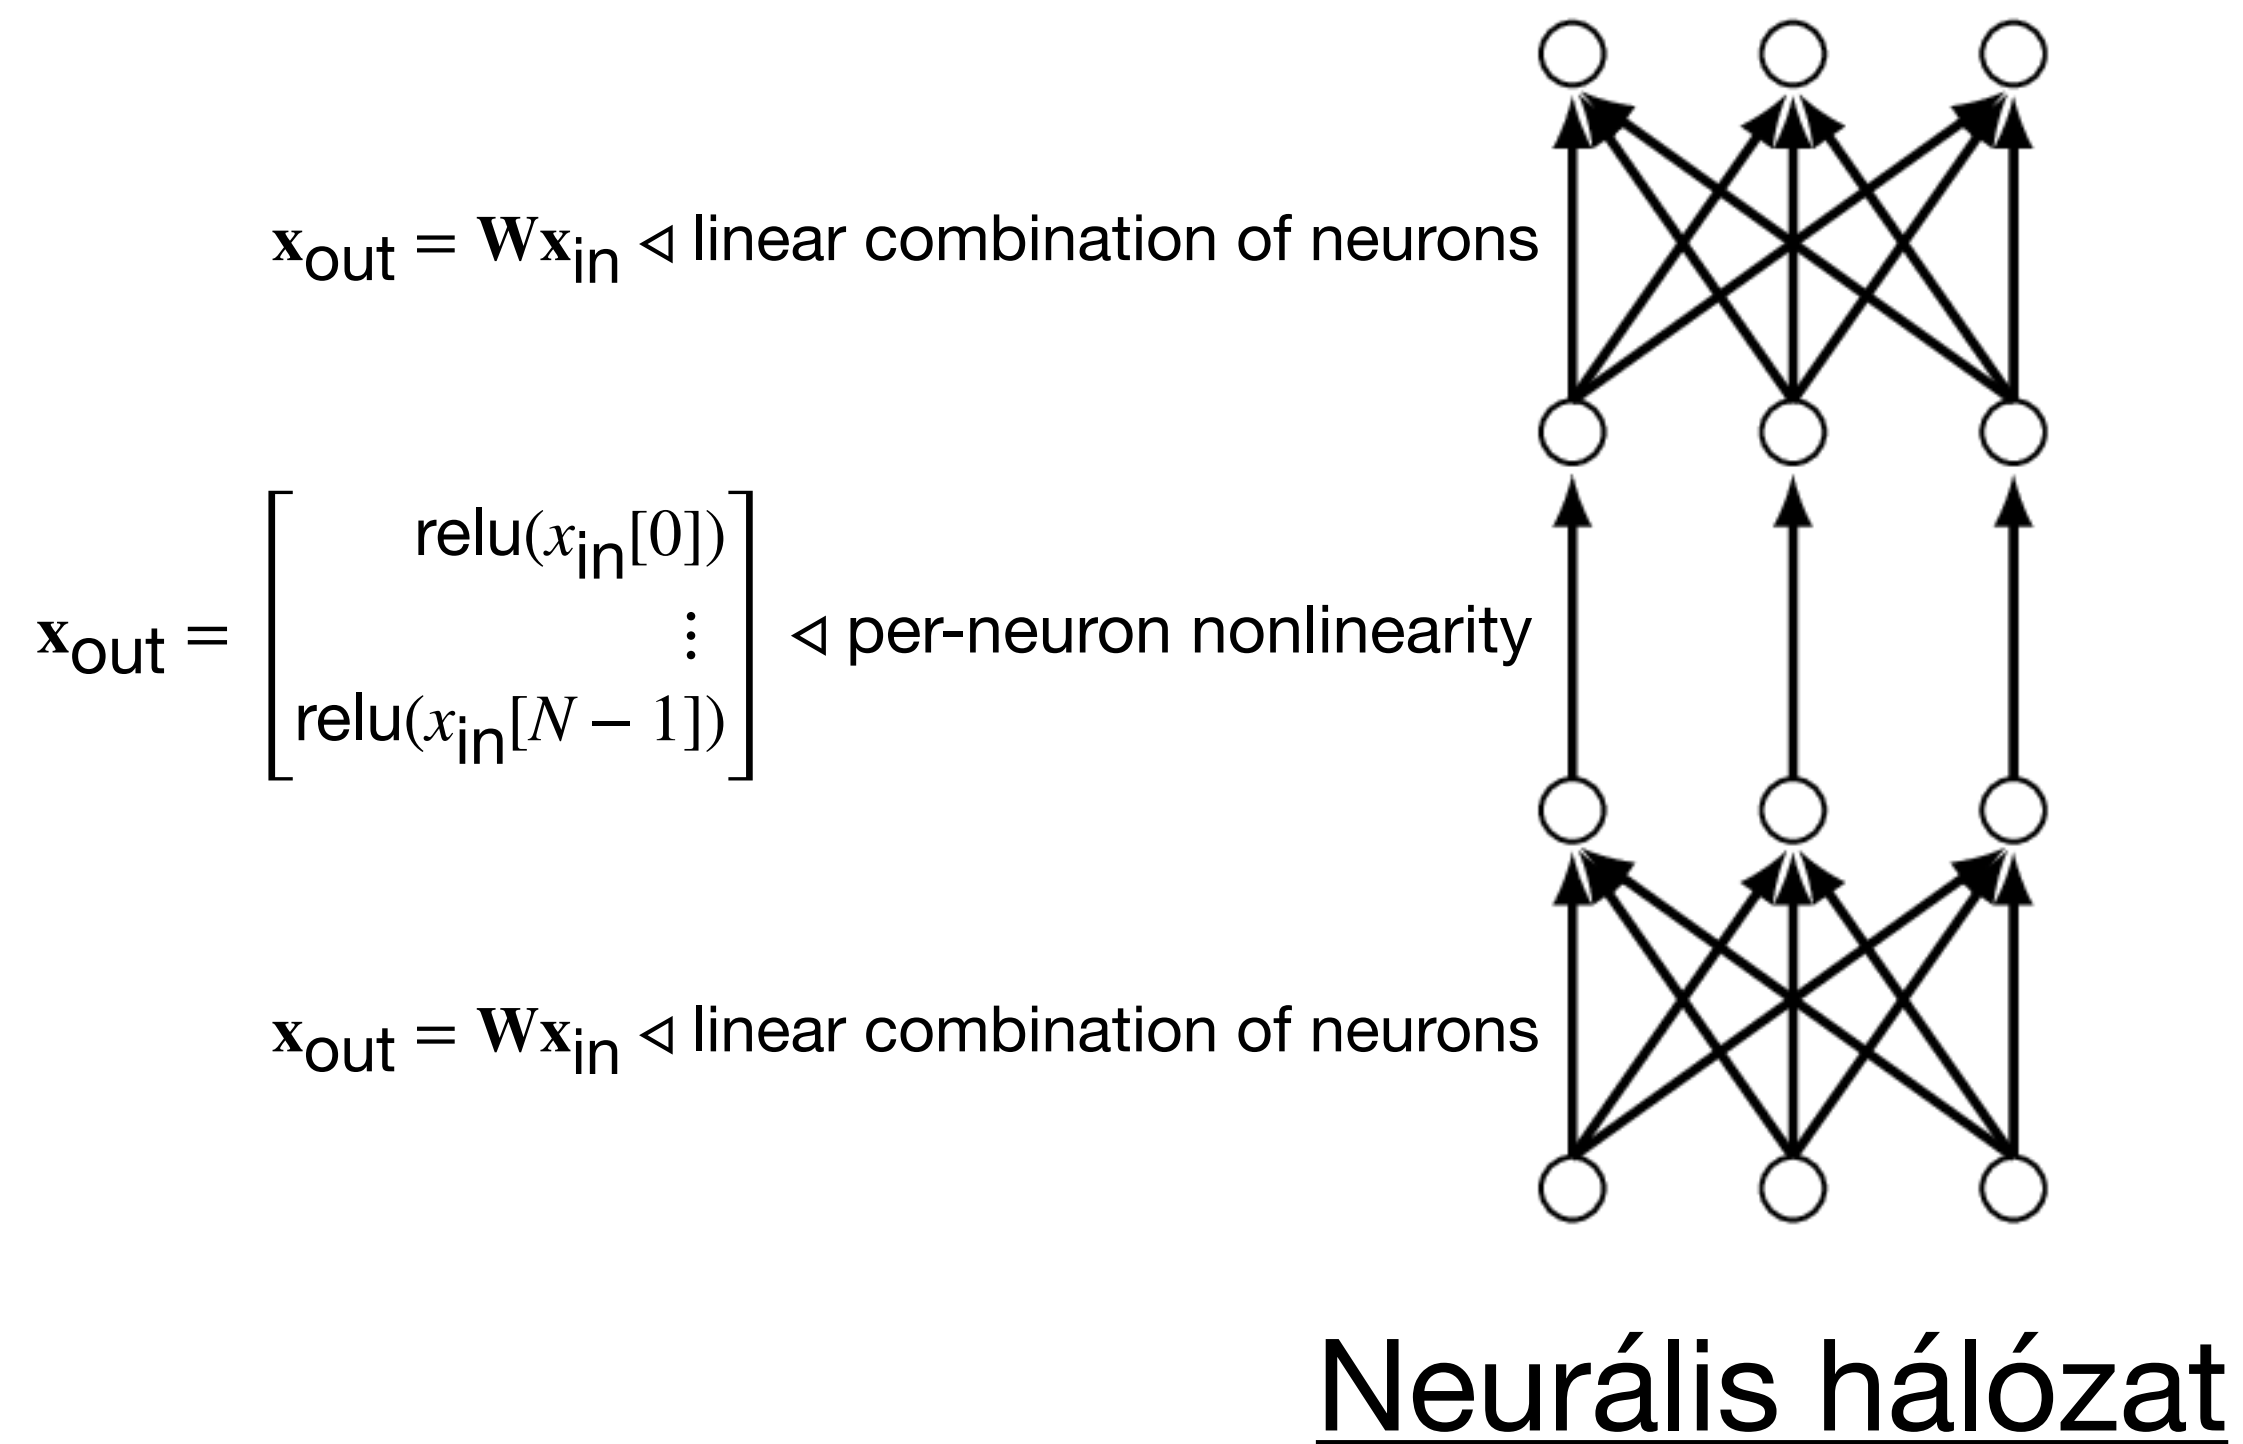 x_out = Wx_in ◁ linear combination of neurons
relu(x_in[0])
x_out = ⋮ ◁ per-neuron nonlinearity
relu(x_in[N − 1])
x_out = Wx_in ◁ linear combination of neurons
Neurális hálózat